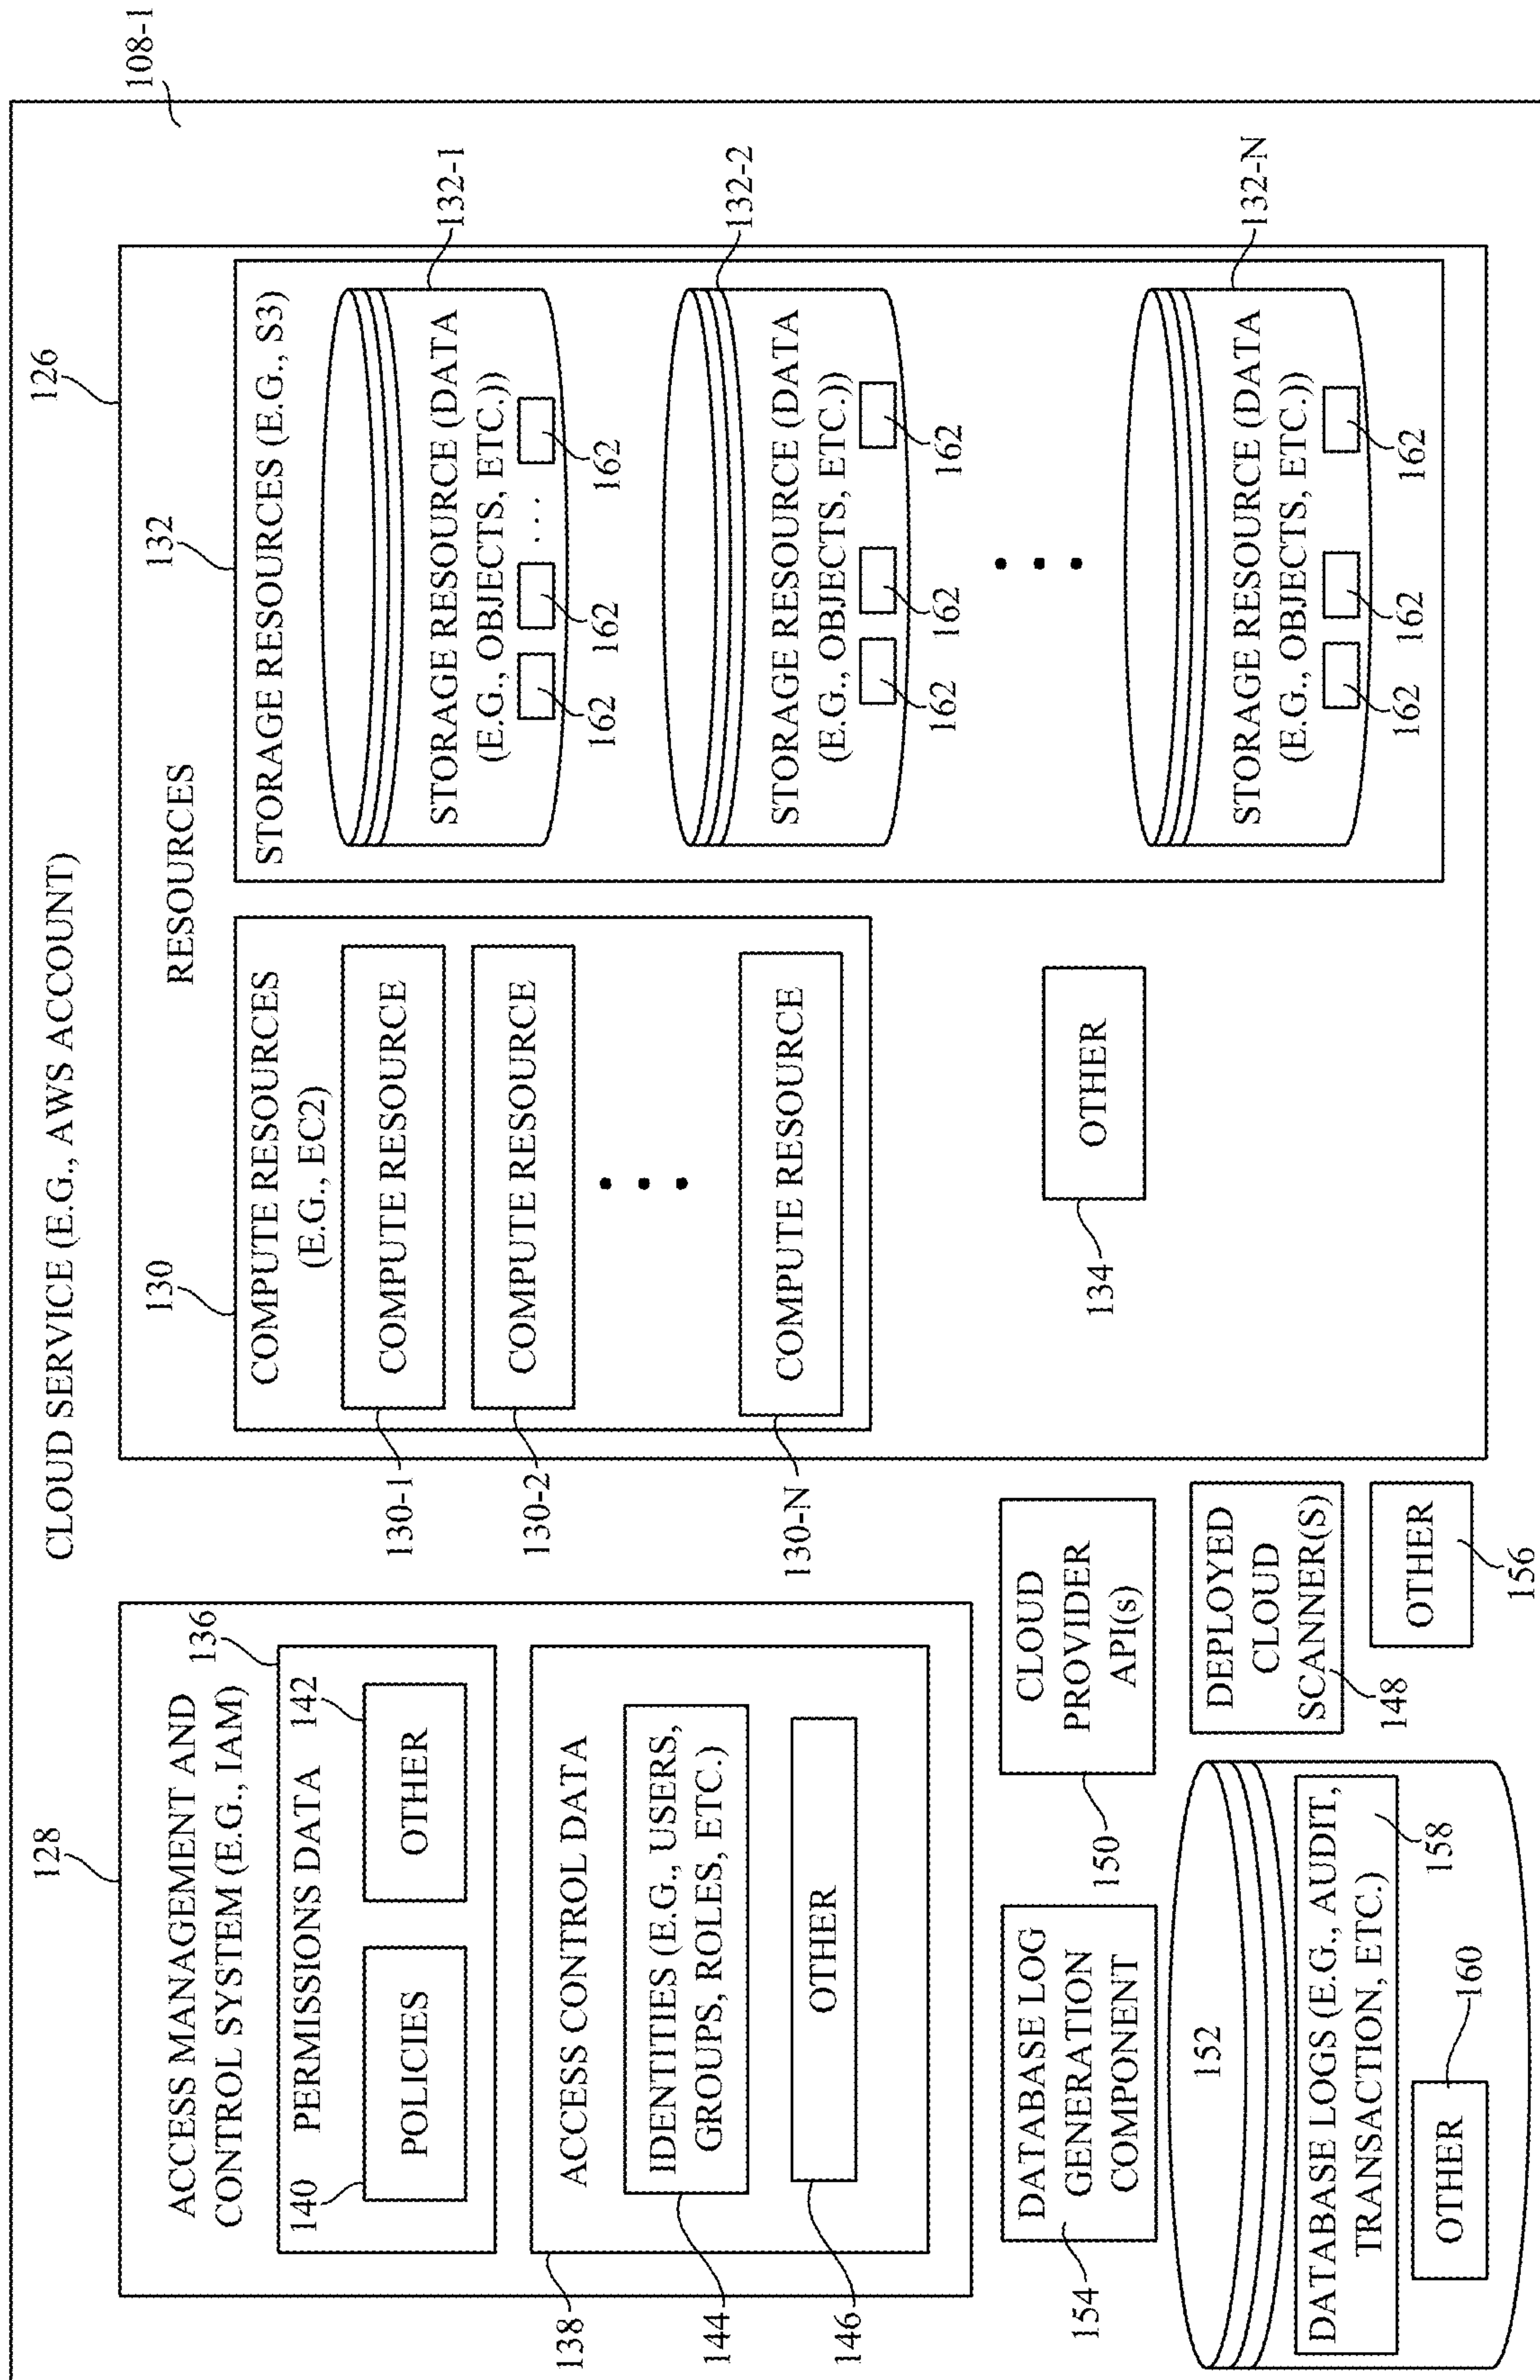 CLOUD SERVICE (E.G., AWS ACCOUNT)
108-1
128
ACCESS MANAGEMENT AND
CONTROL SYSTEM (E.G., IAM)
136
140
PERMISSIONS DATA
142
POLICIES
OTHER
138
ACCESS CONTROL DATA
144
IDENTITIES (E.G., USERS,
GROUPS, ROLES, ETC.)
146
OTHER
126
RESOURCES
130
COMPUTE RESOURCES
(E.G., EC2)
130-1
COMPUTE RESOURCE
130-2
COMPUTE RESOURCE
130-N
COMPUTE RESOURCE
134
OTHER
132
STORAGE RESOURCES (E.G., S3)
132-1
STORAGE RESOURCE (DATA
(E.G., OBJECTS, ETC.))
...
162
162
162
132-2
STORAGE RESOURCE (DATA
(E.G., OBJECTS, ETC.))
162
162
162
132-N
STORAGE RESOURCE (DATA
(E.G., OBJECTS, ETC.))
162
162
162
154
DATABASE LOG
GENERATION
COMPONENT
150
CLOUD
PROVIDER
API(s)
152
DATABASE LOGS (E.G., AUDIT,
TRANSACTION, ETC.)
158
OTHER
160
DEPLOYED
CLOUD
SCANNER(S)
148
OTHER
156